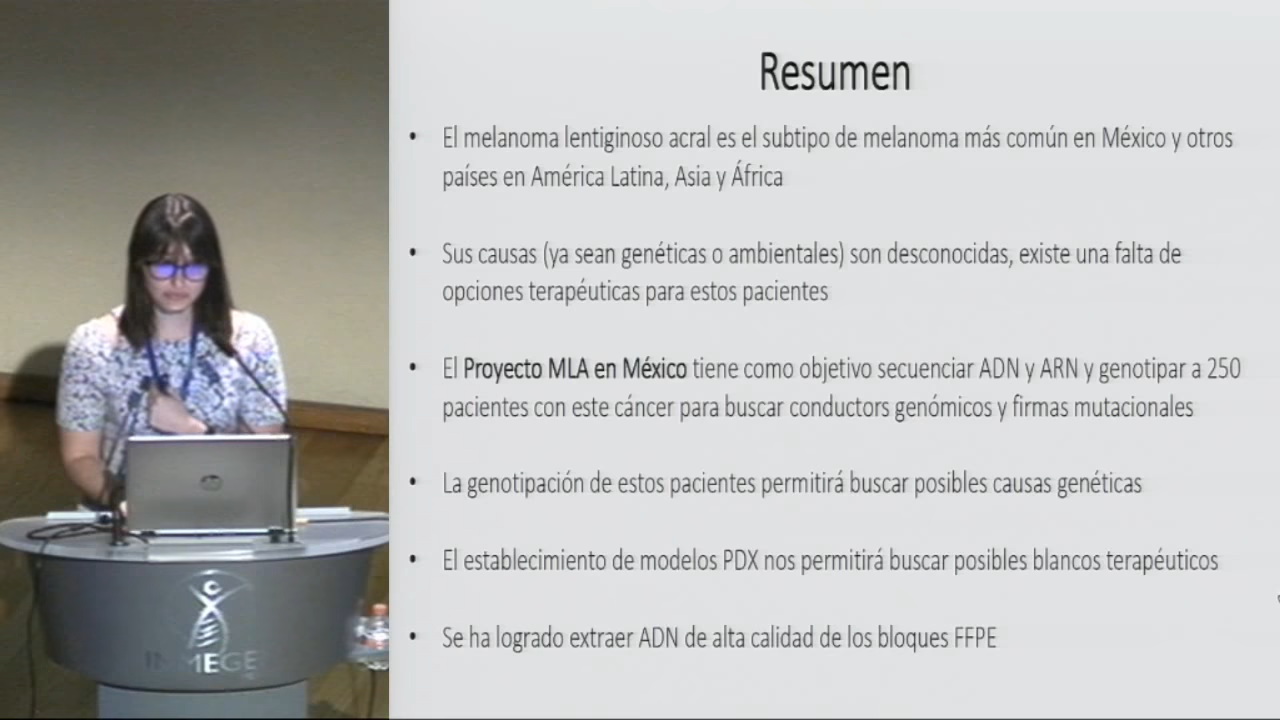 Resumen
• El melanoma lentiginoso acral es el subtipo de melanoma más común en México y otros
países en América Latina, Asia y África
• Sus causas (ya sean genéticas o ambientales) son desconocidas, existe una falta de
opciones terapéuticas para estos pacientes
• El Proyecto MLA en México tiene como objetivo secuenciar ADN y ARN y genotipar a 250
pacientes con este cáncer para buscar conductors genómicos y firmas mutacionales
• La genotipación de estos pacientes permitirá buscar posibles causas genéticas
• El establecimiento de modelos PDX nos permitirá buscar posibles blancos terapéuticos
• Se ha logrado extraer ADN de alta calidad de los bloques FFPE
INMEGEN